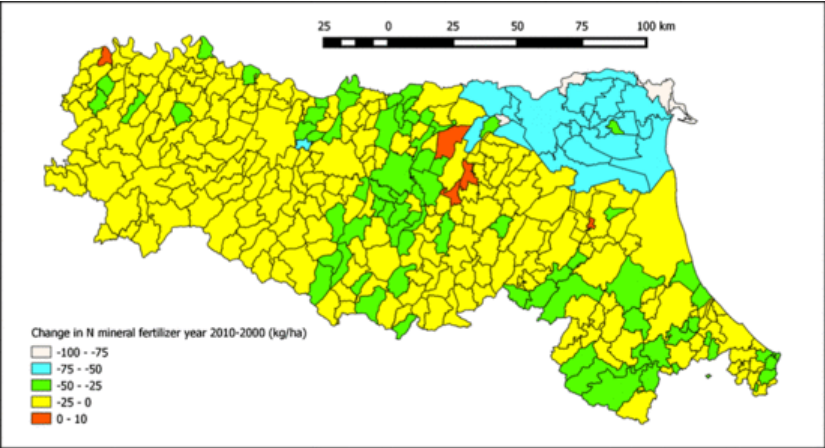 25 0 25 50 75 100 km
Change in N mineral fertilizer year 2010-2000 (kg/ha)
-100 - -75
-75 - -50
-50 - -25
-25 - 0
0 - 10